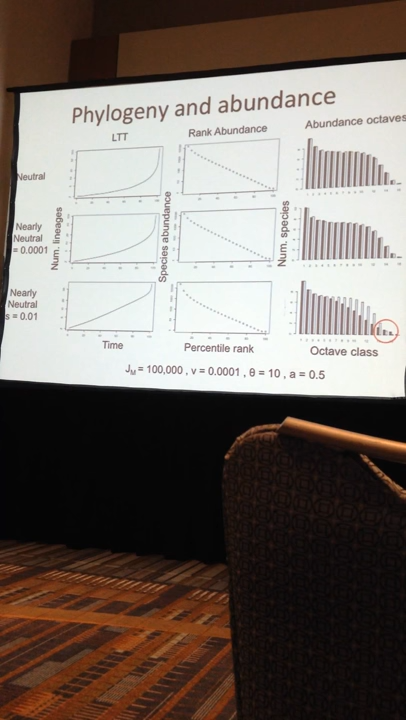 Phylogeny and abundance
LTT
Rank Abundance
Abundance octaves
Neutral
Nearly
Neutral
= 0.0001
Nearly
Neutral
s = 0.01
Num. lineages
Species abundance
Num. species
Time
Percentile rank
Octave class
J_M = 100,000 , v = 0.0001 , θ = 10 , a = 0.5